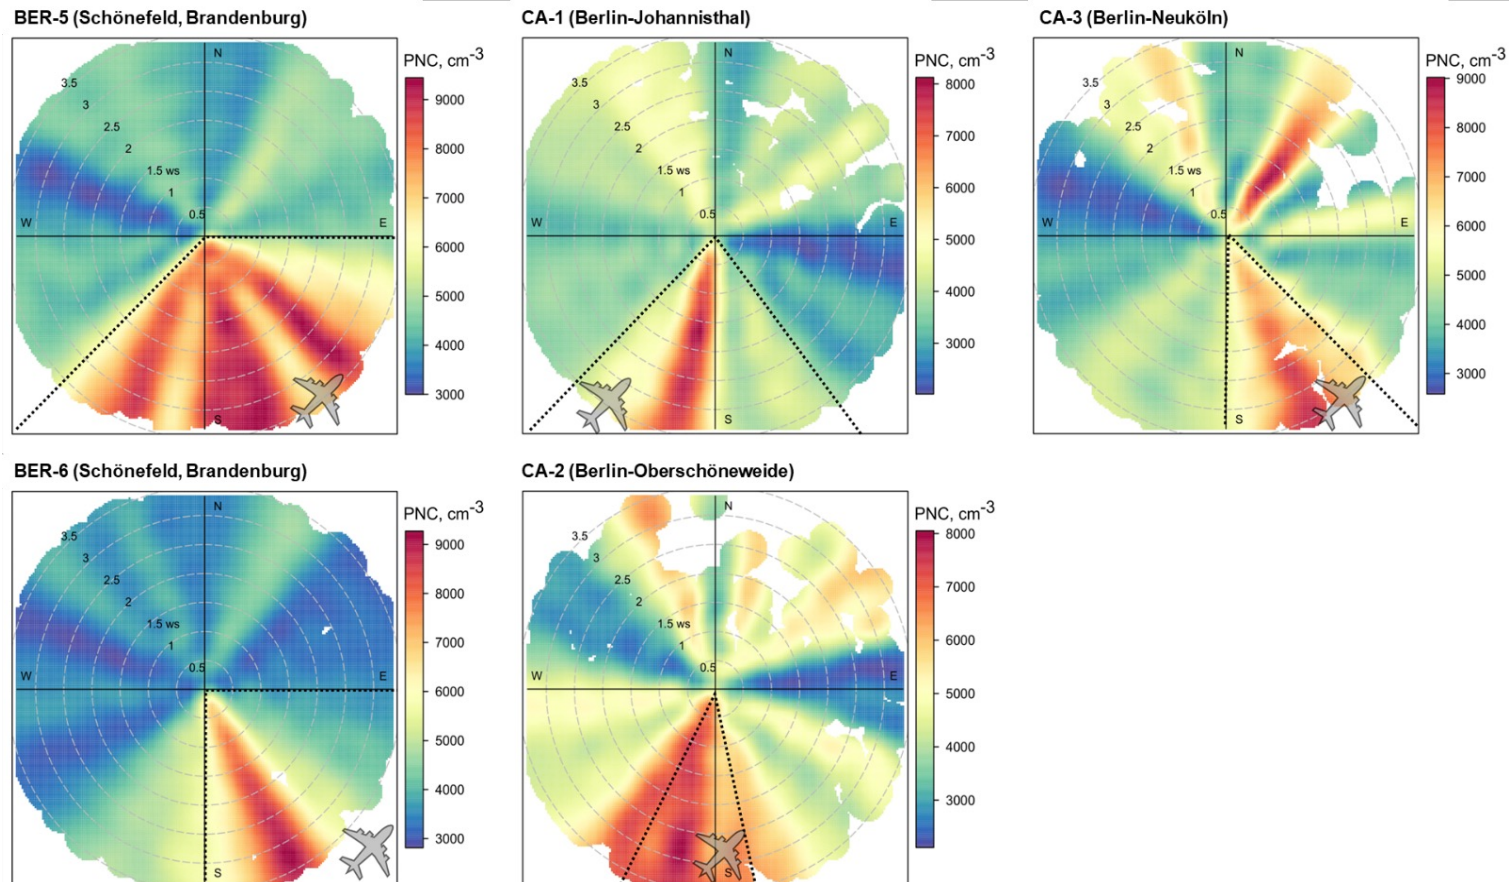 BER-5 (Schönefeld, Brandenburg)
PNC, cm-3
N
3.5
3
2.5
2
1.5 ws
1
0.5
W
E
S
9000
8000
7000
6000
5000
4000
3000
CA-1 (Berlin-Johannisthal)
PNC, cm-3
N
3.5
3
2.5
2
1.5 ws
1
0.5
W
E
S
8000
7000
6000
5000
4000
3000
CA-3 (Berlin-Neuköln)
PNC, cm-3
N
3.5
3
2.5
2
1.5 ws
1
0.5
W
E
S
9000
8000
7000
6000
5000
4000
3000
BER-6 (Schönefeld, Brandenburg)
PNC, cm-3
N
3.5
3
2.5
2
1.5 ws
1
0.5
W
E
S
9000
8000
7000
6000
5000
4000
3000
CA-2 (Berlin-Oberschöneweide)
PNC, cm-3
N
3.5
3
2.5
2
1.5 ws
1
0.5
W
E
S
8000
7000
6000
5000
4000
3000